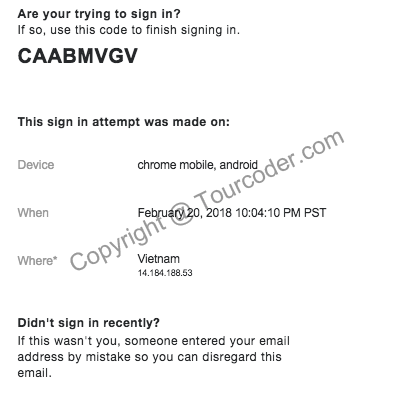 Are your trying to sign in?
If so, use this code to finish signing in.
CAABMVGV
This sign in attempt was made on:
Device chrome mobile, android
When February 20, 2018 10:04:10 PM PST
Where* Vietnam
14.184.188.53
Copyright @ Tourcoder.com
Didn't sign in recently?
If this wasn't you, someone entered your email
address by mistake so you can disregard this
email.